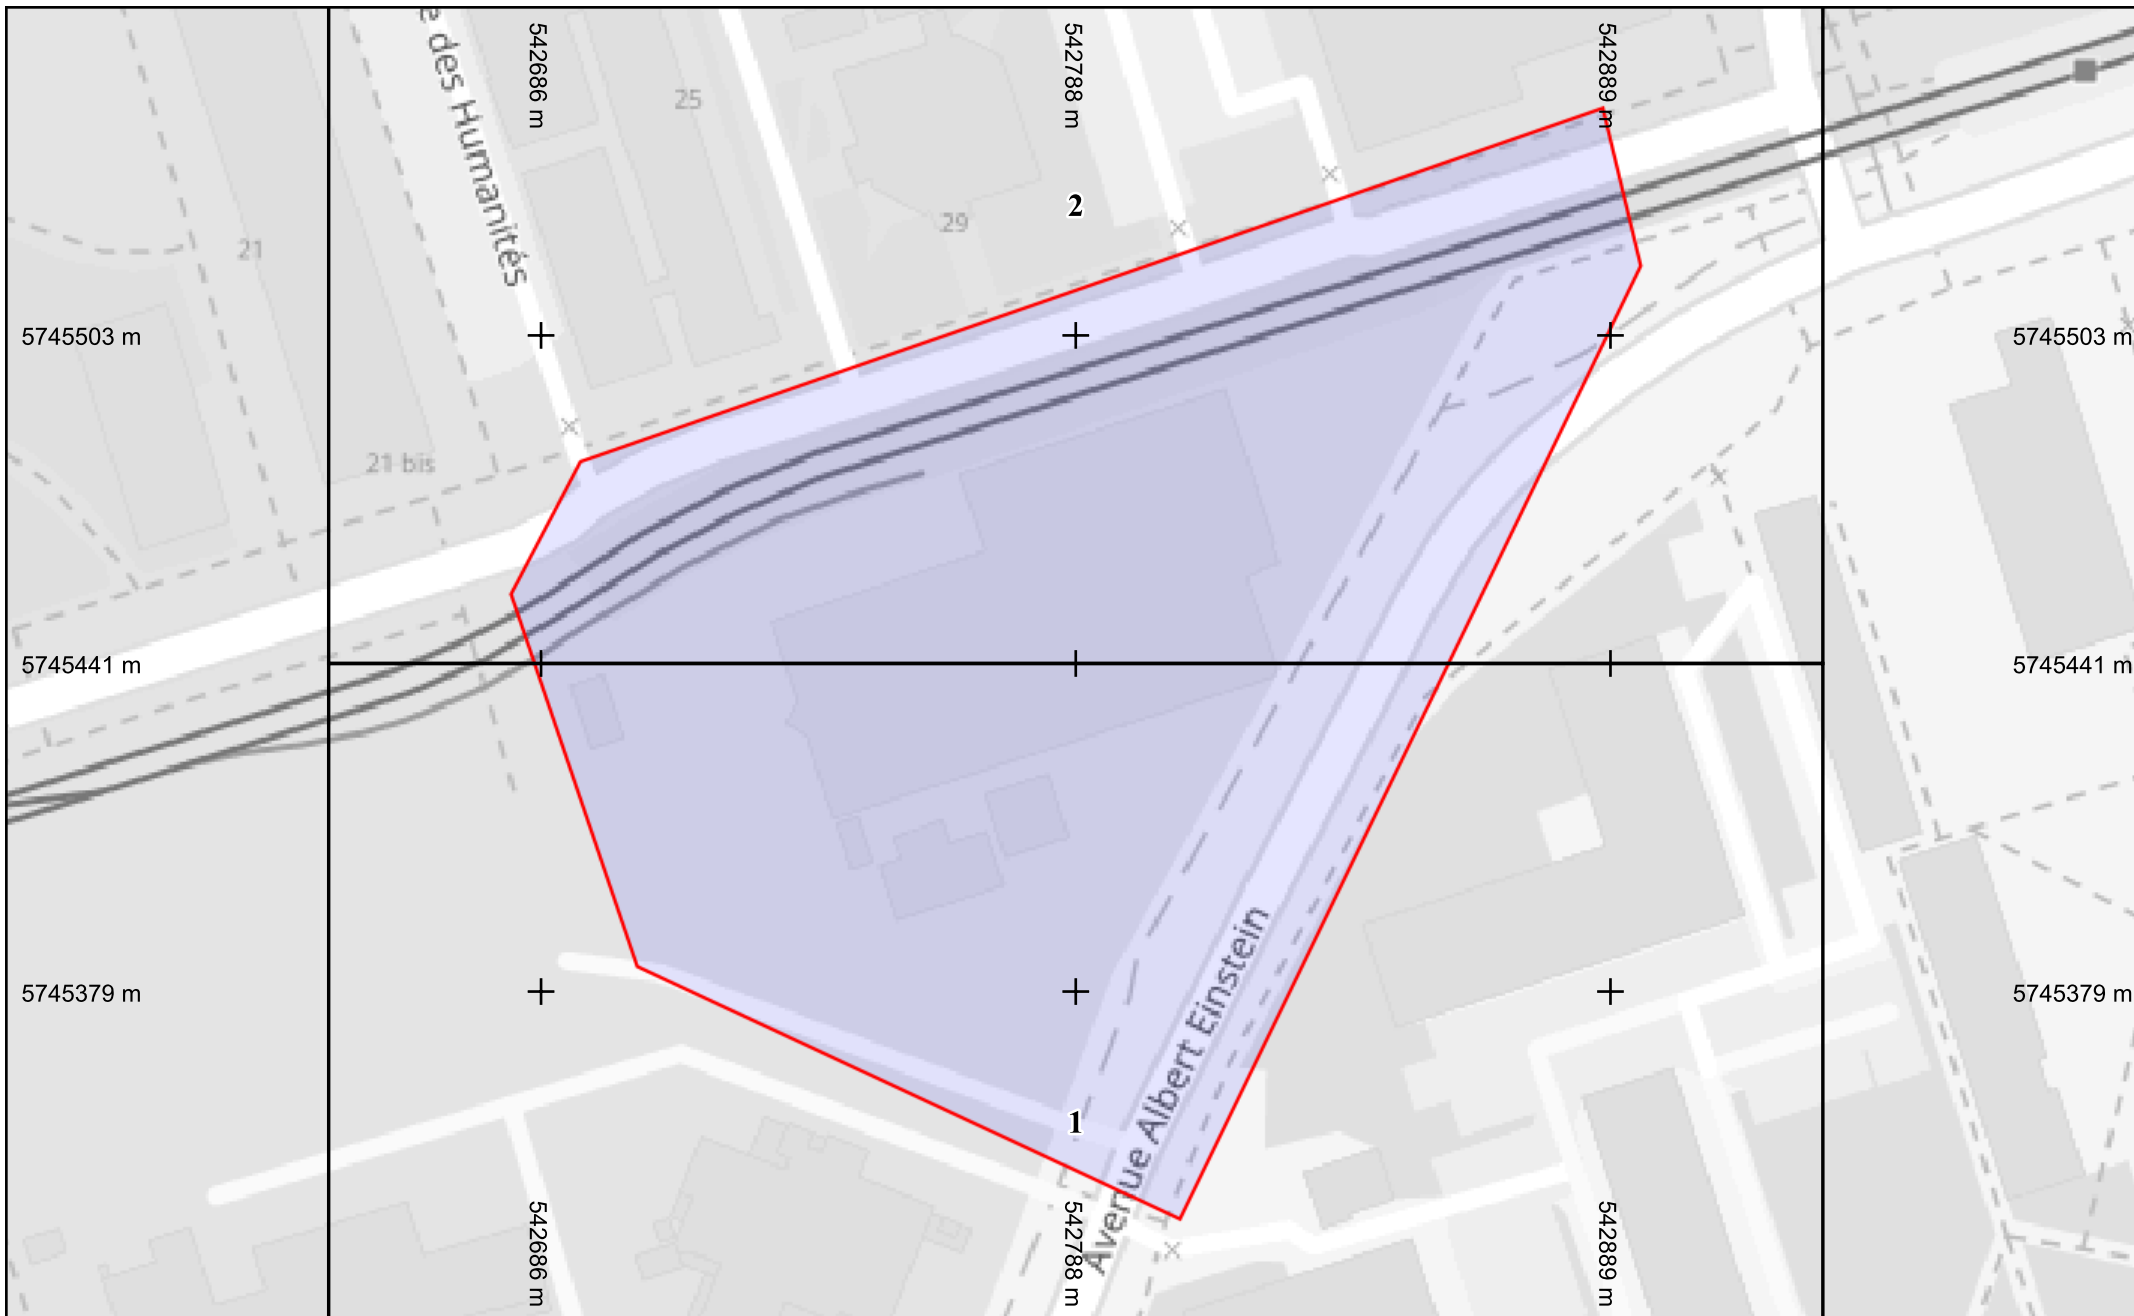 e des Humanités
542686 m
542788 m
542889 m
25
2
29
21
5745503 m
5745503 m
21 bis
5745441 m
5745441 m
Avenue Albert Einstein
5745379 m
5745379 m
1
542686 m
542788 m
542889 m